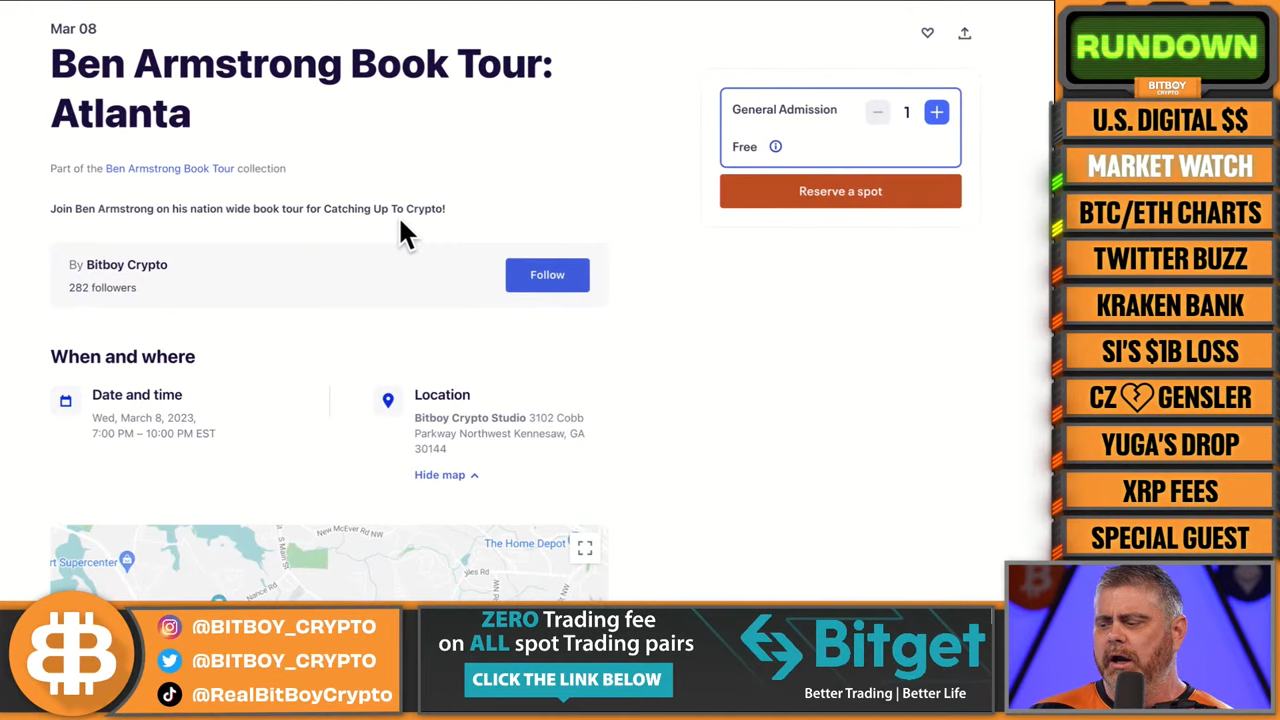 Mar 08
Ben Armstrong Book Tour:
Atlanta
Part of the Ben Armstrong Book Tour collection
Join Ben Armstrong on his nation wide book tour for Catching Up To Crypto!
By Bitboy Crypto
282 followers
Follow
General Admission
1
Free
Reserve a spot
When and where
Date and time
Wed, March 8, 2023,
7:00 PM – 10:00 PM EST
Location
Bitboy Crypto Studio 3102 Cobb
Parkway Northwest Kennesaw, GA
30144
Hide map
New McEver Rd NW
The Home Depot
rt Supercenter
S Main St
Nance Rd
RUNDOWN
BITBOY
CRYPTO
U.S. DIGITAL $$
MARKET WATCH
BTC/ETH CHARTS
TWITTER BUZZ
KRAKEN BANK
SI'S $1B LOSS
CZ 💔 GENSLER
YUGA'S DROP
XRP FEES
SPECIAL GUEST
@BITBOY_CRYPTO
@BITBOY_CRYPTO
@RealBitBoyCrypto
ZERO Trading fee
on ALL spot Trading pairs
CLICK THE LINK BELOW
Bitget
Better Trading | Better Life